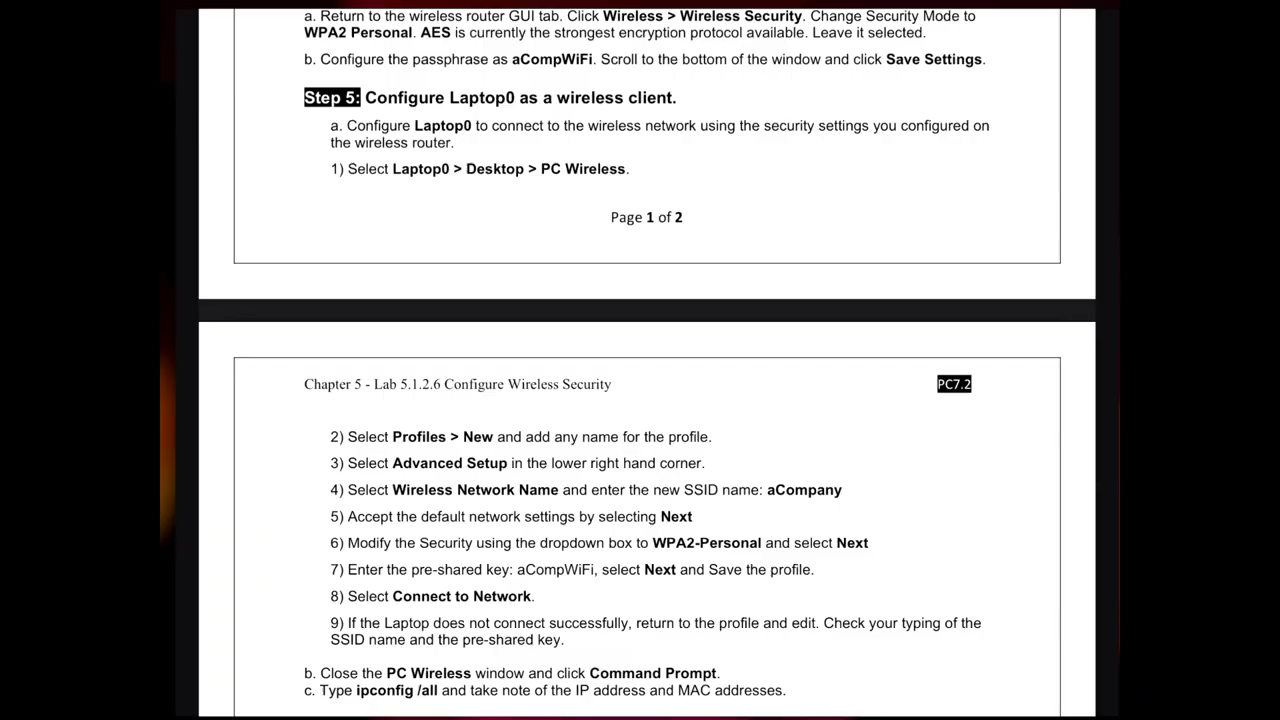 a. Return to the wireless router GUI tab. Click Wireless > Wireless Security. Change Security Mode to
WPA2 Personal. AES is currently the strongest encryption protocol available. Leave it selected.
b. Configure the passphrase as aCompWiFi. Scroll to the bottom of the window and click Save Settings.
Step 5: Configure Laptop0 as a wireless client.
a. Configure Laptop0 to connect to the wireless network using the security settings you configured on
the wireless router.
1) Select Laptop0 > Desktop > PC Wireless.
Page 1 of 2
Chapter 5 - Lab 5.1.2.6 Configure Wireless Security
PC7.2
2) Select Profiles > New and add any name for the profile.
3) Select Advanced Setup in the lower right hand corner.
4) Select Wireless Network Name and enter the new SSID name: aCompany
5) Accept the default network settings by selecting Next
6) Modify the Security using the dropdown box to WPA2-Personal and select Next
7) Enter the pre-shared key: aCompWiFi, select Next and Save the profile.
8) Select Connect to Network.
9) If the Laptop does not connect successfully, return to the profile and edit. Check your typing of the
SSID name and the pre-shared key.
b. Close the PC Wireless window and click Command Prompt.
c. Type ipconfig /all and take note of the IP address and MAC addresses.